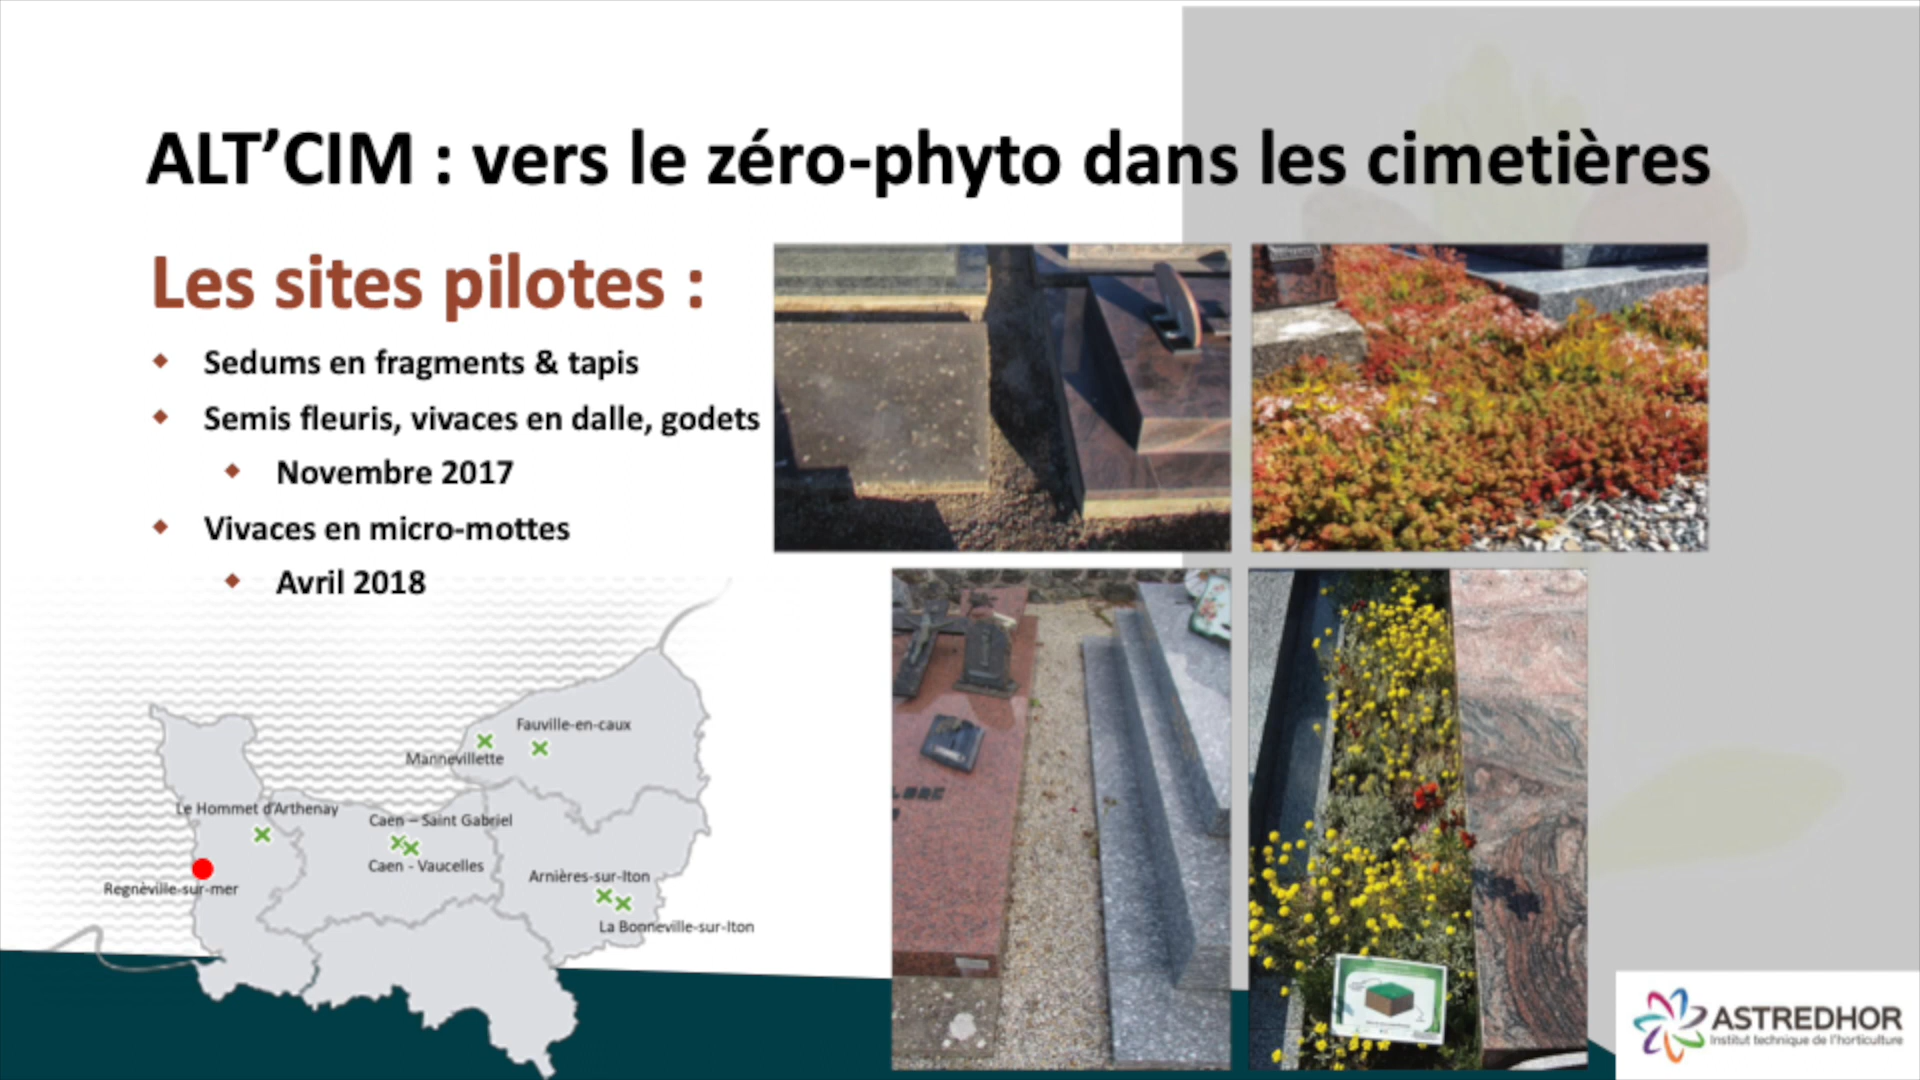 ALT’CIM : vers le zéro-phyto dans les cimetières
Les sites pilotes :
Sedums en fragments & tapis
Semis fleuris, vivaces en dalle, godets
Novembre 2017
Vivaces en micro-mottes
Avril 2018
Fauville-en-caux
Mannevillette
Le Hommet d'Arthenay
Caen – Saint Gabriel
Caen - Vaucelles
Regnèville-sur-mer
Arnières-sur-Iton
La Bonneville-sur-Iton
ASTREDHOR
Institut technique de l'horticulture